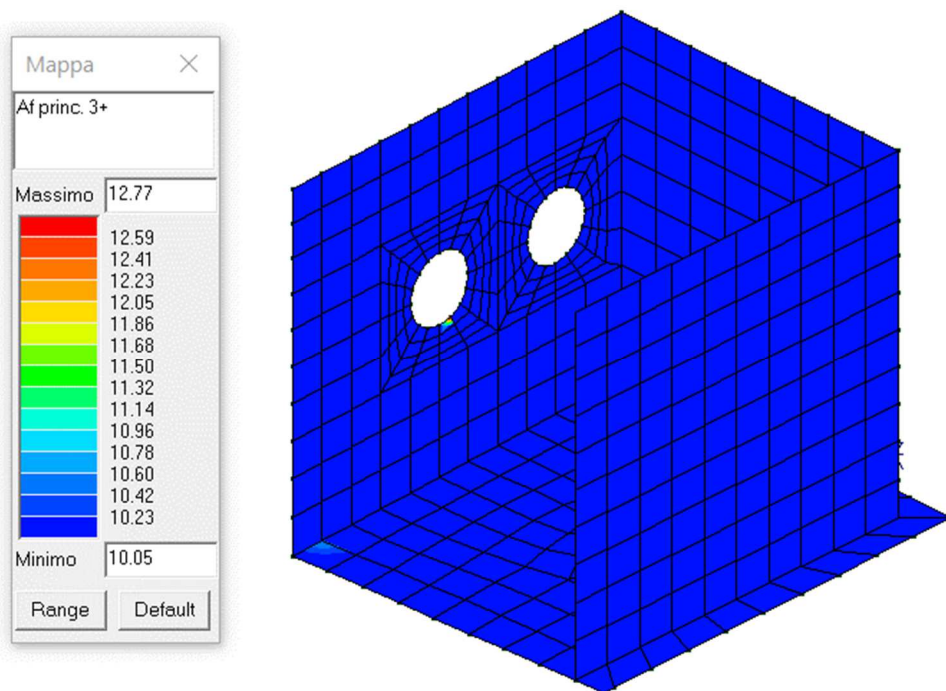 Mappa
Af princ. 3+
Massimo 12.77
12.59
12.41
12.23
12.05
11.86
11.68
11.50
11.32
11.14
10.96
10.78
10.60
10.42
10.23
Minimo 10.05
Range Default